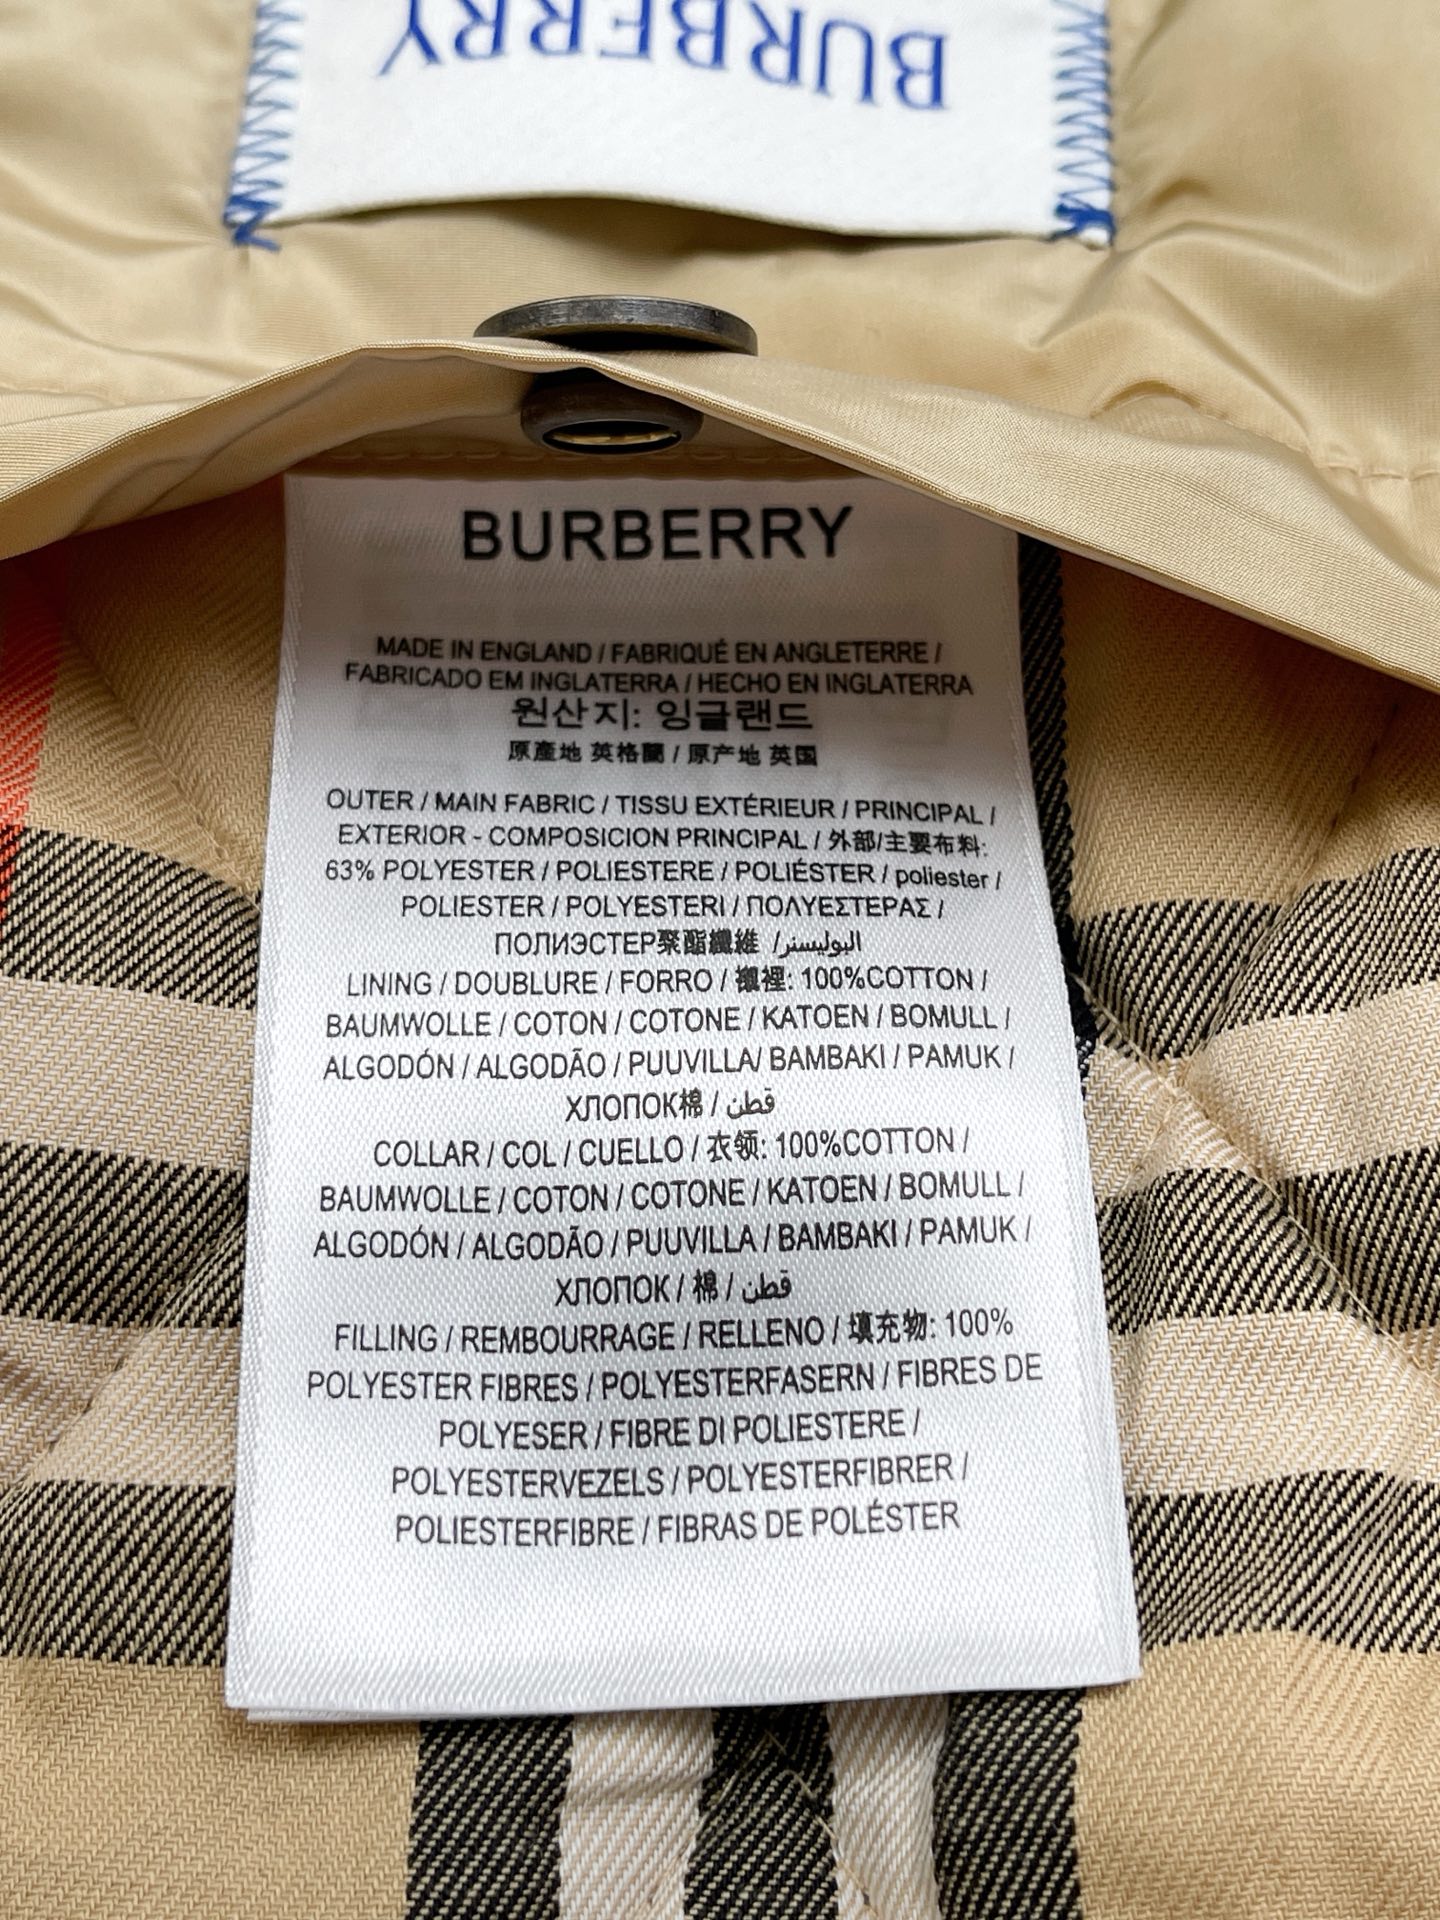 BURBERRY
BURBERRY
MADE IN ENGLAND / FABRIQUÉ EN ANGLETERRE /
FABRICADO EM INGLATERRA / HECHO EN INGLATERRA
원산지: 잉글랜드
原產地 英格蘭 / 原产地 英国
OUTER / MAIN FABRIC / TISSU EXTÉRIEUR / PRINCIPAL /
EXTERIOR - COMPOSICION PRINCIPAL / 外部/主要布料:
63% POLYESTER / POLIESTERE / POLIÉSTER / poliester /
POLIESTER / POLYESTERI / ΠΟΛΥΕΣΤΕΡΑΣ /
ПОЛИЭСТЕР聚酯纖維 /البوليستر
LINING / DOUBLURE / FORRO / 襯裡: 100%COTTON /
BAUMWOLLE / COTON / COTONE / KATOEN / BOMULL /
ALGODÓN / ALGODÃO / PUUVILLA/ BAMBAKI / PAMUK /
ХЛОПОК棉 / قطن
COLLAR / COL / CUELLO / 衣领: 100%COTTON /
BAUMWOLLE / COTON / COTONE / KATOEN / BOMULL /
ALGODÓN / ALGODÃO / PUUVILLA / BAMBAKI / PAMUK /
ХЛОПОК / 棉 / قطن
FILLING / REMBOURRAGE / RELLENO / 填充物: 100%
POLYESTER FIBRES / POLYESTERFASERN / FIBRES DE
POLYESER / FIBRE DI POLIESTERE /
POLYESTERVEZELS / POLYESTERFIBRER /
POLIESTERFIBRE / FIBRAS DE POLÉSTER